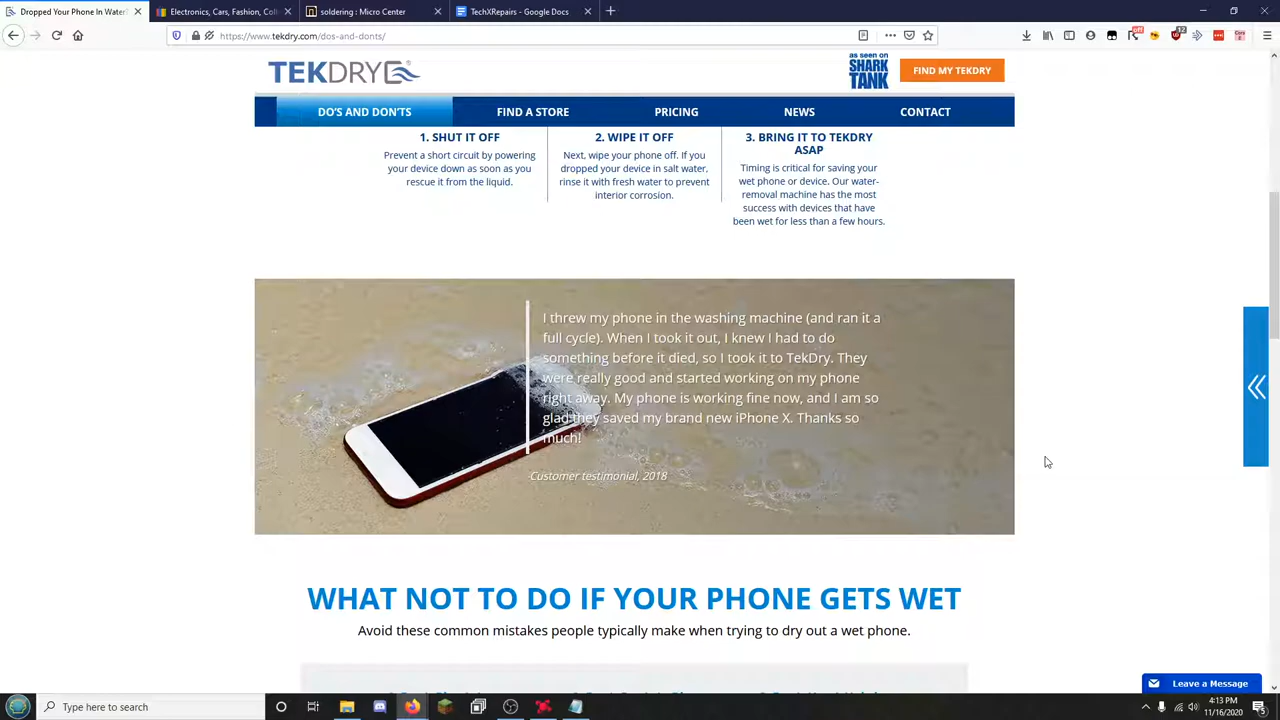 Dropped Your Phone In Water?
Electronics, Cars, Fashion, Coll
soldering : Micro Center
TechXRepairs - Google Docs
https://www.tekdry.com/dos-and-donts/
off
12
TEKDRY
as seen on
SHARK
TANK
FIND MY TEKDRY
DO'S AND DON'TS
FIND A STORE
PRICING
NEWS
CONTACT
1. SHUT IT OFF
Prevent a short circuit by powering
your device down as soon as you
rescue it from the liquid.
2. WIPE IT OFF
Next, wipe your phone off. If you
dropped your device in salt water,
rinse it with fresh water to prevent
interior corrosion.
3. BRING IT TO TEKDRY
ASAP
Timing is critical for saving your
wet phone or device. Our water-
removal machine has the most
success with devices that have
been wet for less than a few hours.
I threw my phone in the washing machine (and ran it a
full cycle). When I took it out, I knew I had to do
something before it died, so I took it to TekDry. They
were really good and started working on my phone
right away. My phone is working fine now, and I am so
glad they saved my brand new iPhone X. Thanks so
much!
-Customer testimonial, 2018
WHAT NOT TO DO IF YOUR PHONE GETS WET
Avoid these common mistakes people typically make when trying to dry out a wet phone.
Leave a Message
Type here to search
4:13 PM
11/16/2020
5